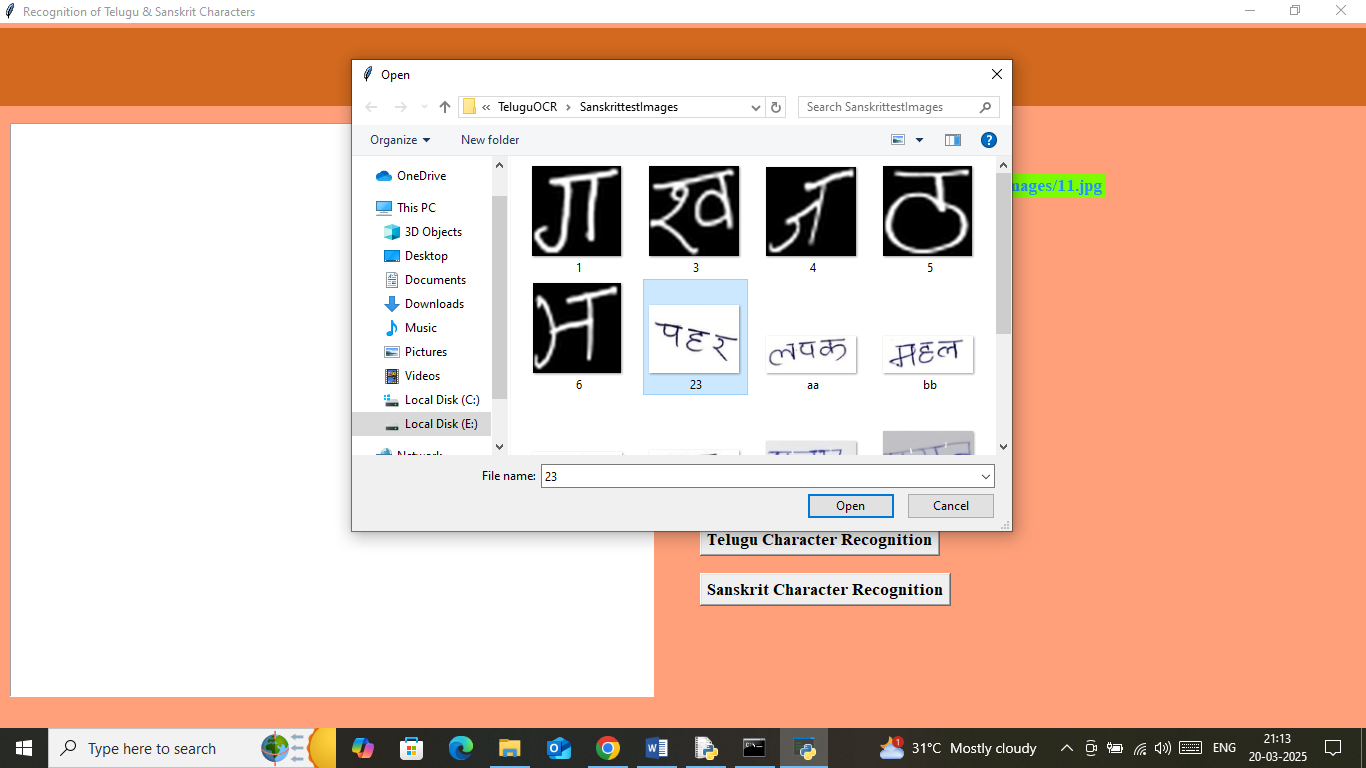 Recognition of Telugu & Sanskrit Characters
Open
« TeluguOCR › SanskrittestImages
Search SanskrittestImages
Organize
New folder
OneDrive
This PC
3D Objects
Desktop
Documents
Downloads
Music
Pictures
Videos
Local Disk (C:)
Local Disk (E:)
Network
ग
श्व
ज
ठ
1
3
4
5
पहर
लपक
महल
6
23
aa
bb
mages/11.jpg
File name:
23
Open
Cancel
Telugu Character Recognition
Sanskrit Character Recognition
Type here to search
31°C Mostly cloudy
ENG
21:13
20-03-2025